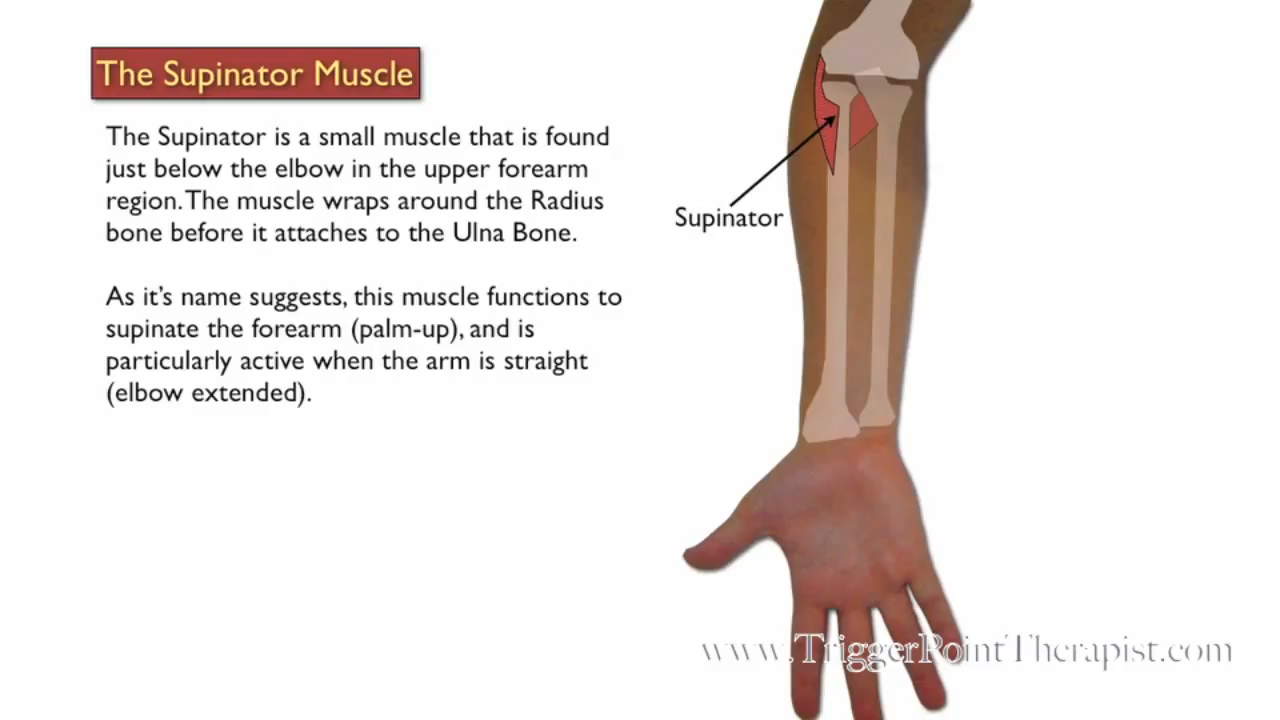 The Supinator Muscle
The Supinator is a small muscle that is found
just below the elbow in the upper forearm
region. The muscle wraps around the Radius
bone before it attaches to the Ulna Bone.
As it's name suggests, this muscle functions to
supinate the forearm (palm-up), and is
particularly active when the arm is straight
(elbow extended).
Supinator
www.TriggerPointTherapist.com